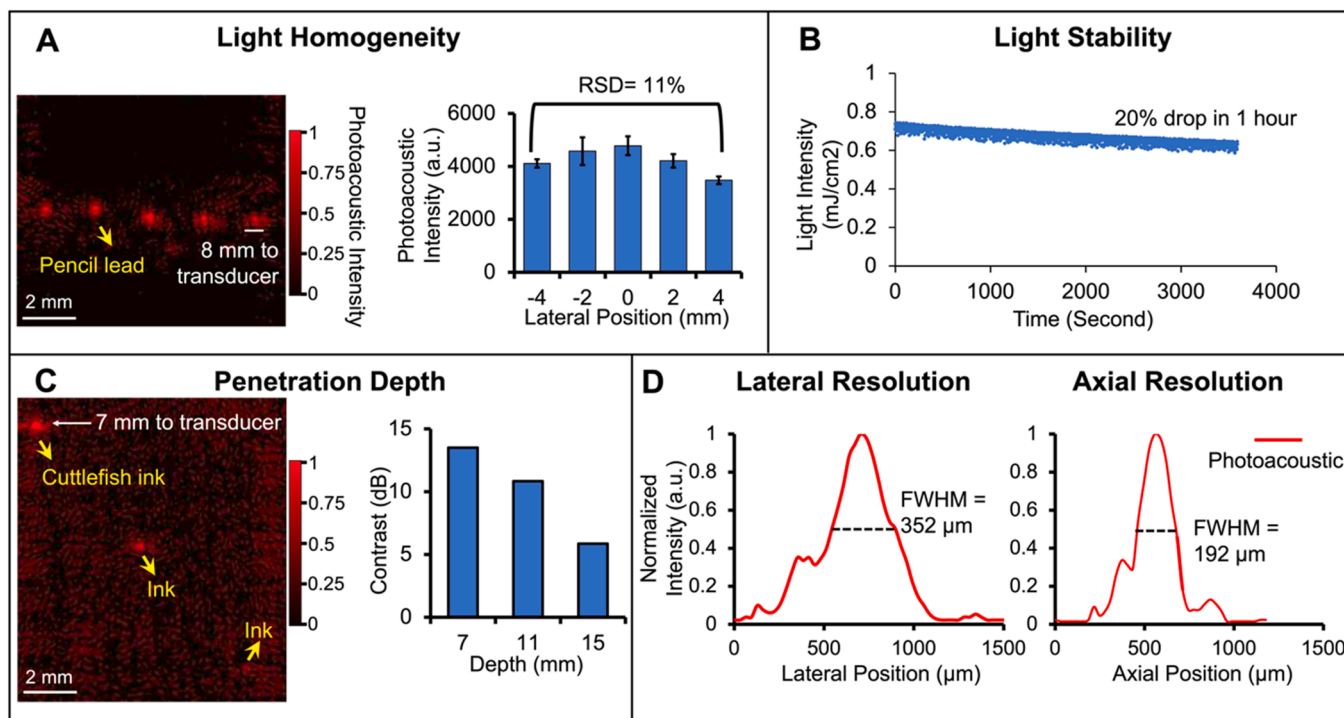 A
Light Homogeneity
Photoacoustic Intensity
1
0.75
0.5
0.25
0
Pencil lead
8 mm to
transducer
2 mm
RSD= 11%
Photoacoustic
Intensity (a.u.)
6000
4000
2000
0
-4 -2 0 2 4
Lateral Position (mm)
B
Light Stability
Light Intensity
(mJ/cm2)
1
0.8
0.6
0.4
0.2
0
20% drop in 1 hour
0 1000 2000 3000 4000
Time (Second)
C
Penetration Depth
7 mm to transducer
Cuttlefish ink
Ink
Ink
2 mm
1
0.75
0.5
0.25
0
Contrast (dB)
15
10
5
0
7 11 15
Depth (mm)
D
Lateral Resolution
Normalized
Intensity (a.u.)
1
0.8
0.6
0.4
0.2
0
FWHM =
352 µm
0 500 1000 1500
Lateral Position (µm)
Axial Resolution
1
0.8
0.6
0.4
0.2
0
Photoacoustic
FWHM =
192 µm
0 500 1000 1500
Axial Position (µm)